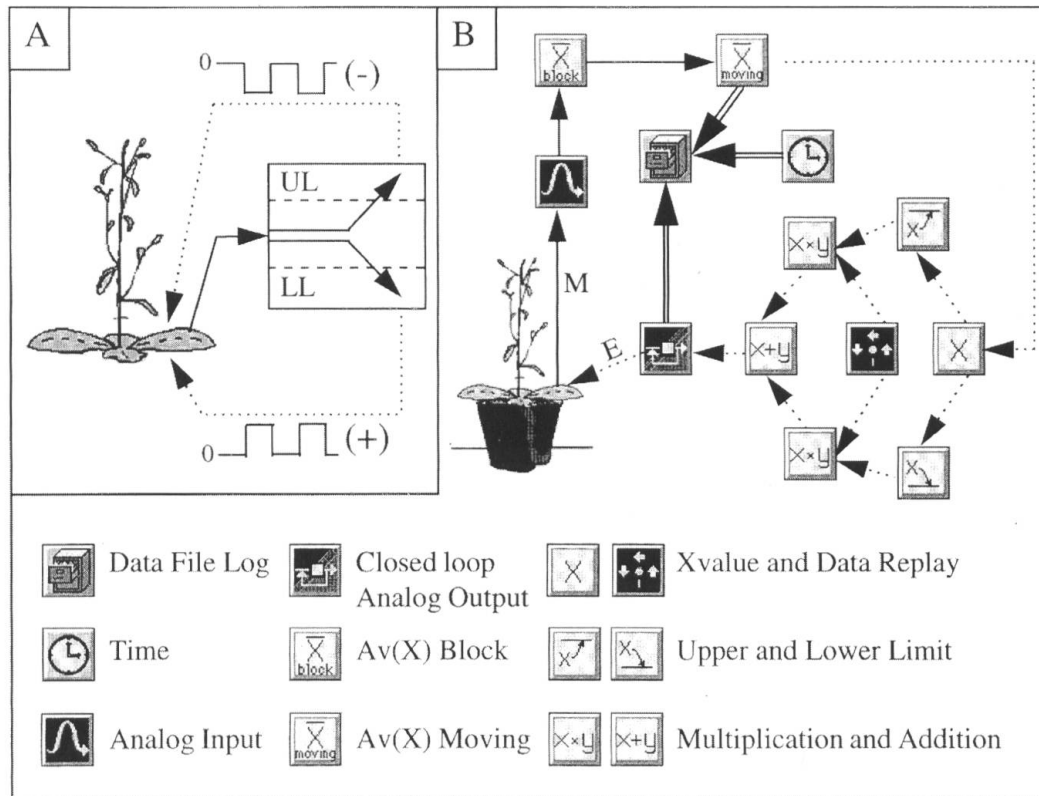 A
0
(-)
UL
LL
0
(+)
B
X
block
X
moving
M
E
x×y
x
x+y
X
x×y
x
Data File Log
Closed loop
Analog Output
X
Xvalue and Data Replay
Time
X
block
Av(X) Block
x
x
Upper and Lower Limit
Analog Input
X
moving
Av(X) Moving
x×y
x+y
Multiplication and Addition